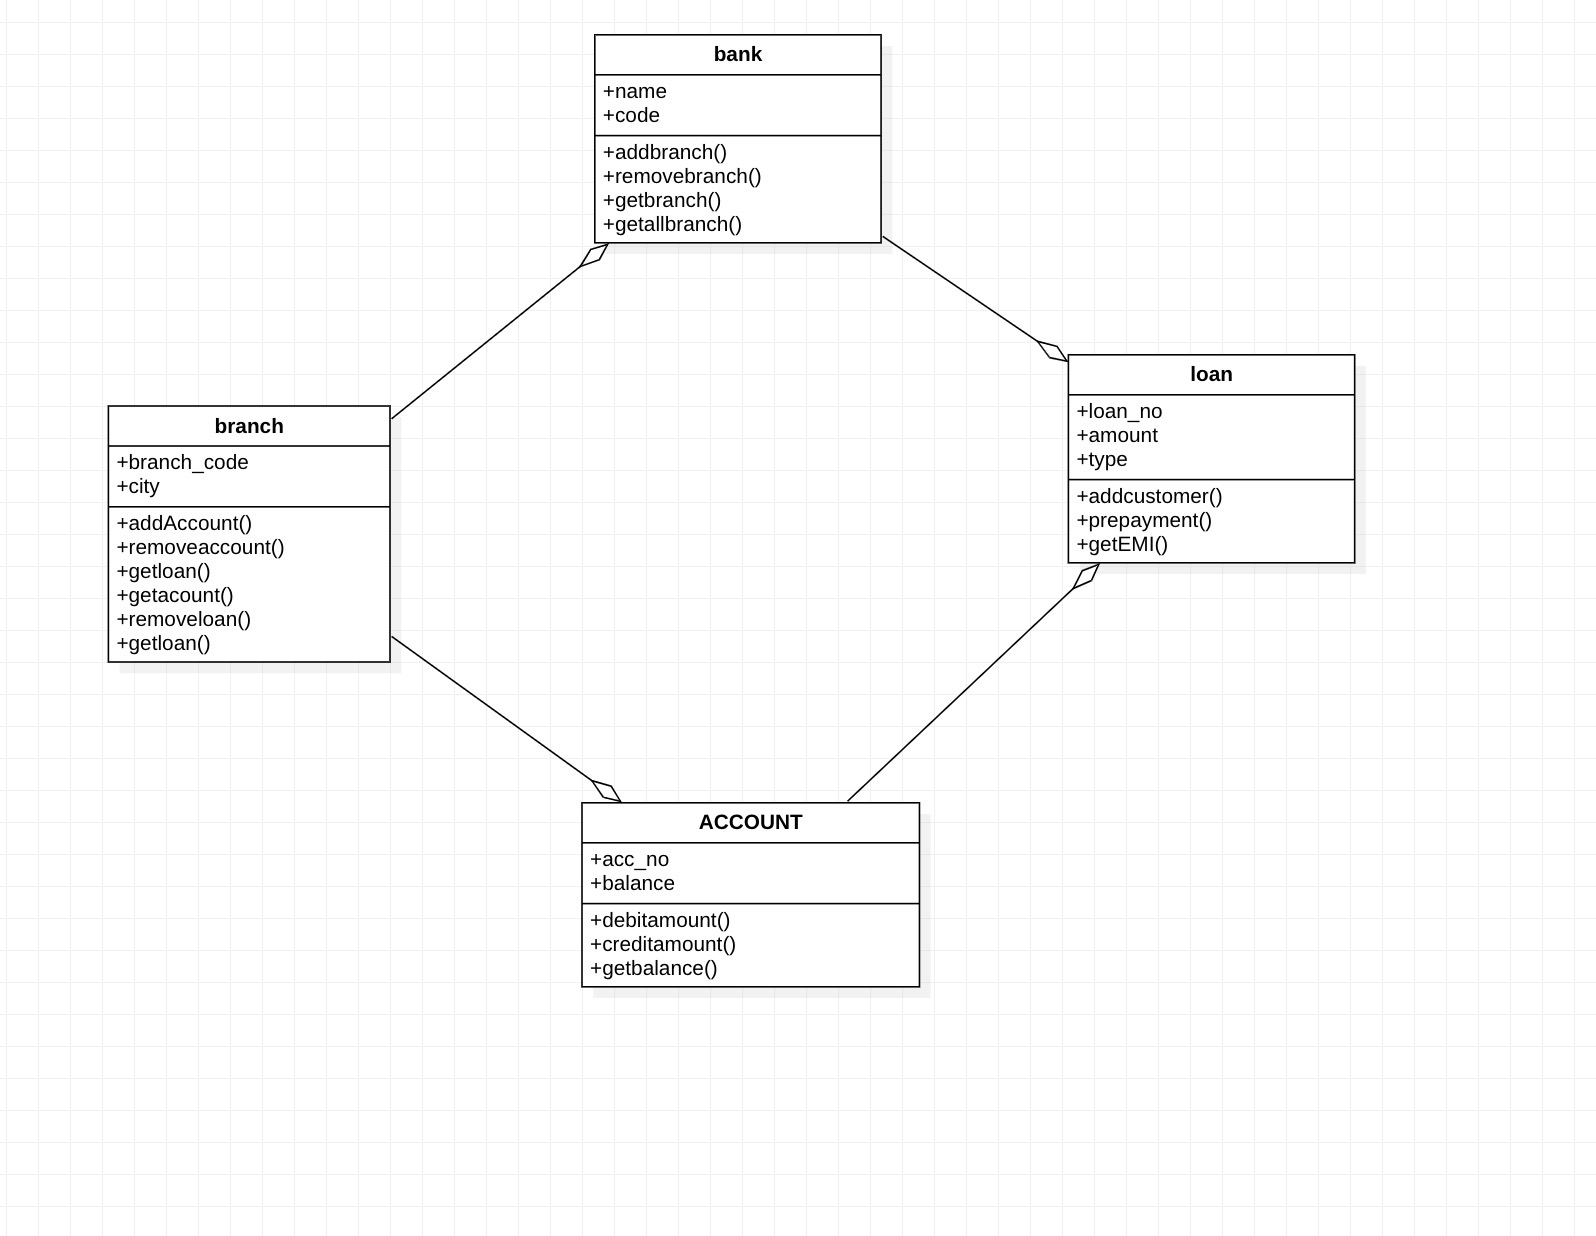 bank
+name
+code
+addbranch()
+removebranch()
+getbranch()
+getallbranch()
loan
+loan_no
+amount
+type
+addcustomer()
+prepayment()
+getEMI()
branch
+branch_code
+city
+addAccount()
+removeaccount()
+getloan()
+getacount()
+removeloan()
+getloan()
ACCOUNT
+acc_no
+balance
+debitamount()
+creditamount()
+getbalance()